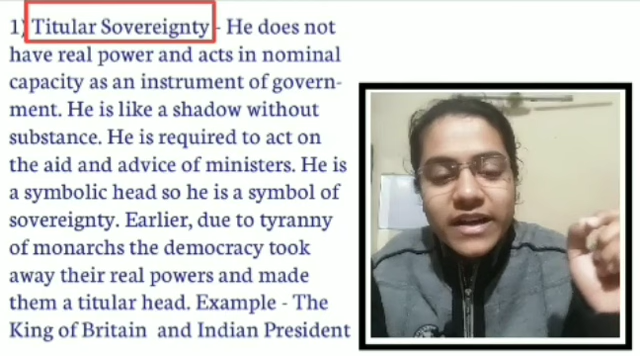 1) Titular Sovereignty - He does not
have real power and acts in nominal
capacity as an instrument of govern-
ment. He is like a shadow without
substance. He is required to act on
the aid and advice of ministers. He is
a symbolic head so he is a symbol of
sovereignty. Earlier, due to tyranny
of monarchs the democracy took
away their real powers and made
them a titular head. Example - The
King of Britain and Indian President